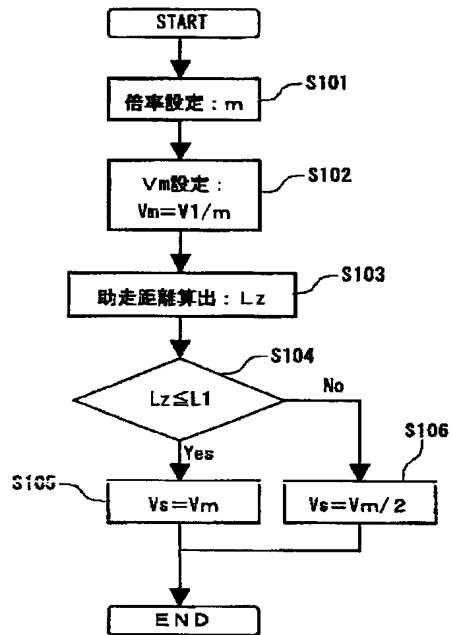 START
倍率設定：m
S101
Vm設定：
Vm=V1/m
S102
助走距離算出：Lz
S103
Lz≦L1
S104
No
Yes
S105
Vs=Vm
S106
Vs=Vm/2
END